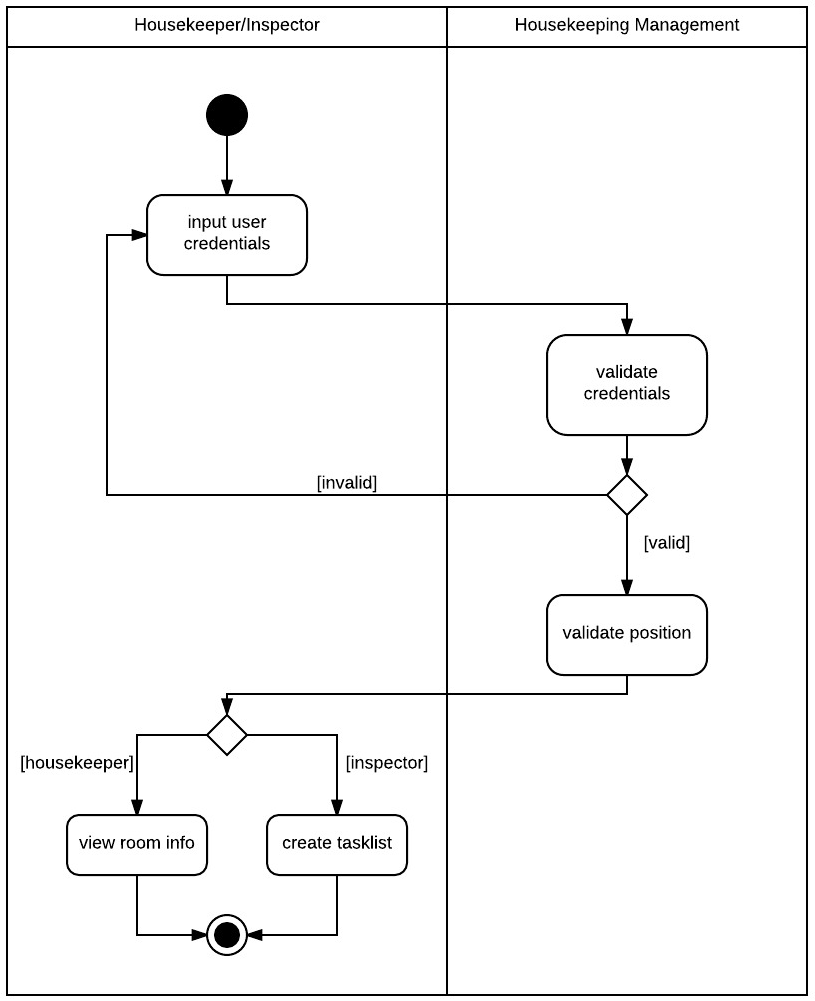 Housekeeper/Inspector
Housekeeping Management
input user
credentials
validate
credentials
[invalid]
[valid]
validate position
[housekeeper]
[inspector]
view room info
create tasklist